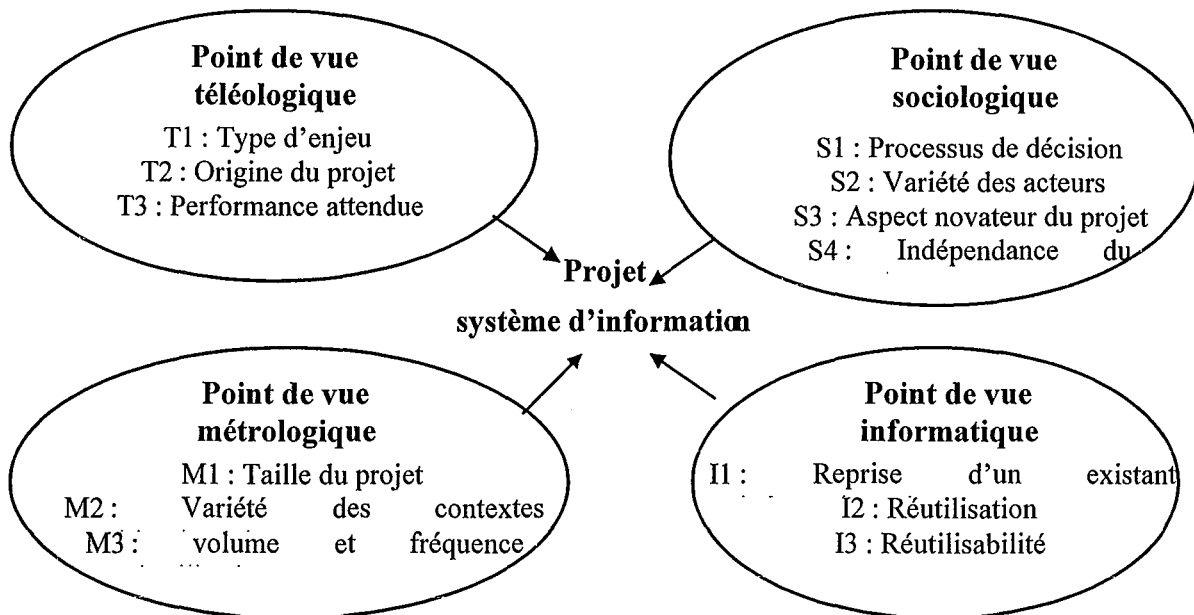 Point de vue
téléologique
T1 : Type d'enjeu
T2 : Origine du projet
T3 : Performance attendue
Point de vue
sociologique
S1 : Processus de décision
S2 : Variété des acteurs
S3 : Aspect novateur du projet
S4 : Indépendance du
Projet
système d'information
Point de vue
métrologique
M1 : Taille du projet
M2 : Variété des contextes
M3 : volume et fréquence
Point de vue
informatique
I1 : Reprise d'un existant
I2 : Réutilisation
I3 : Réutilisabilité